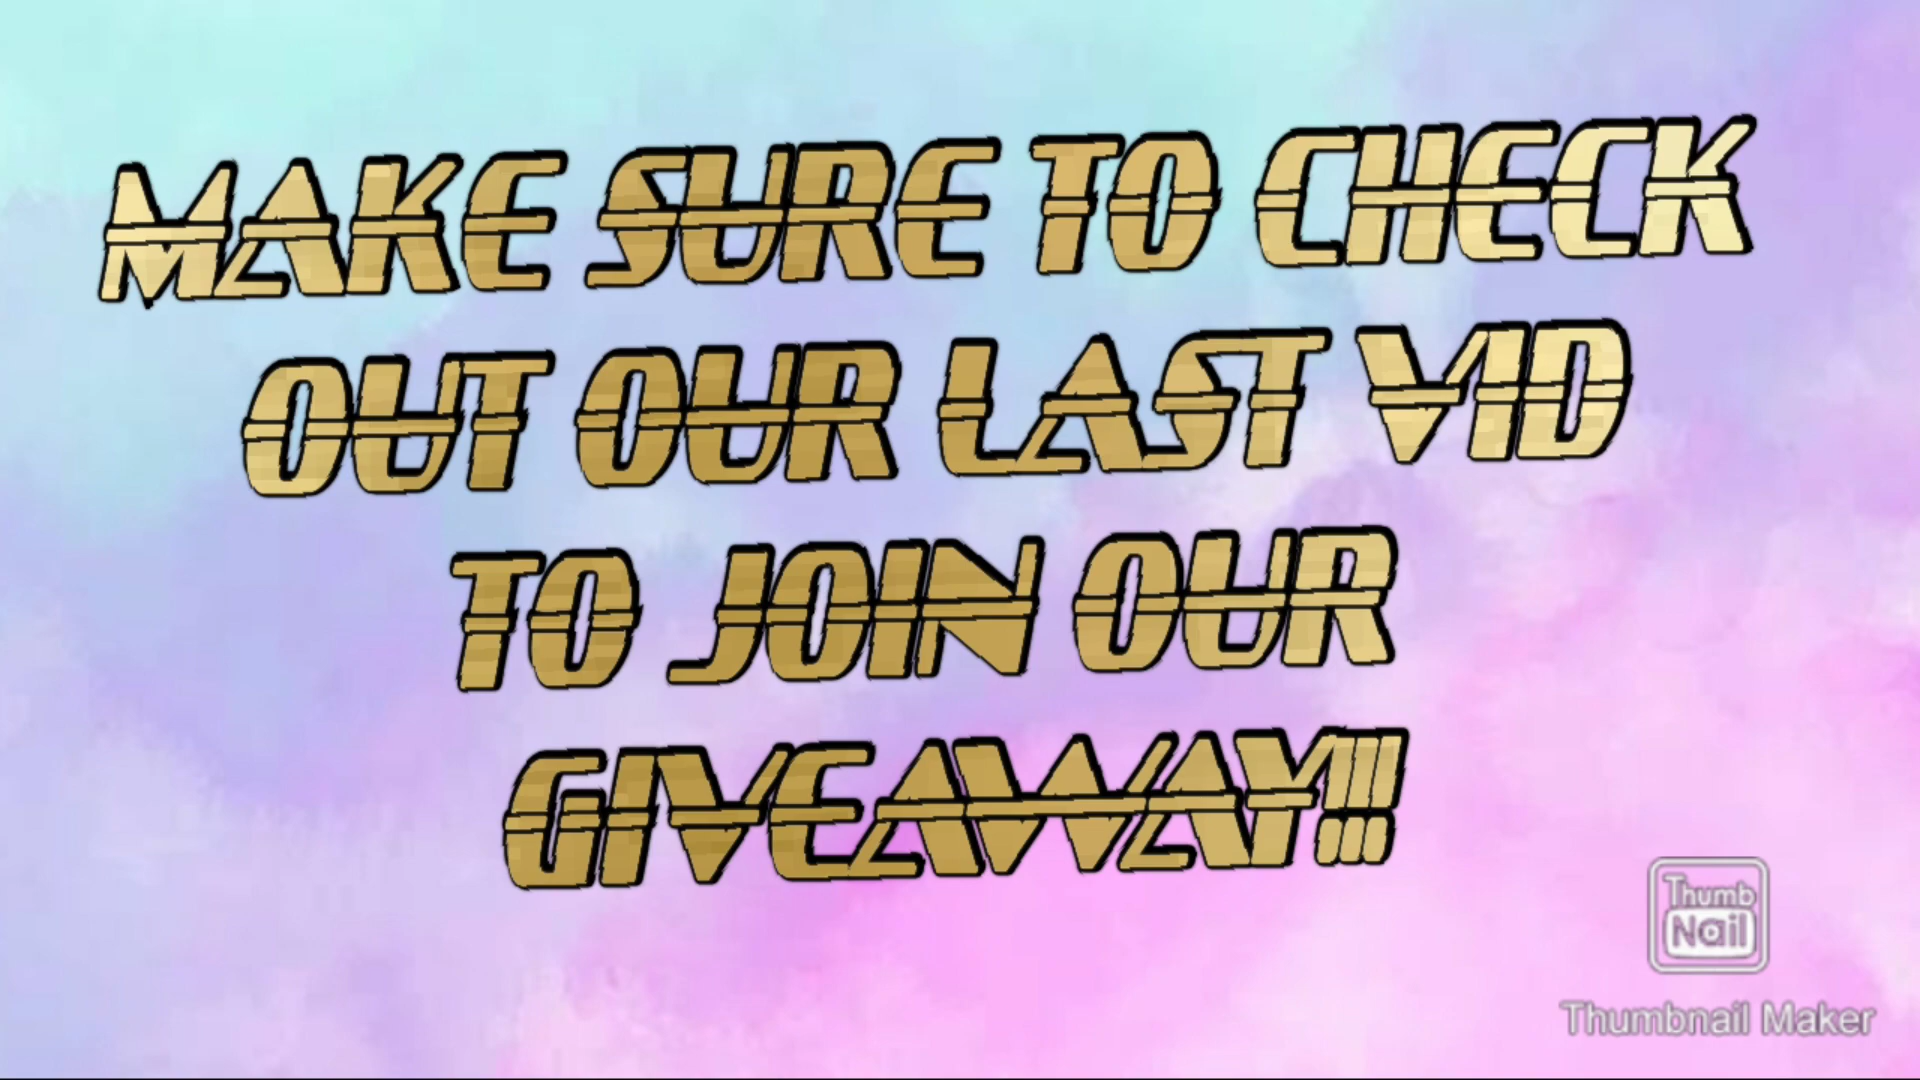 MAKE SURE TO CHECK
OUT OUR LAST VID
TO JOIN OUR
GIVEAWAY!!!
Thumb
Nail
Thumbnail Maker